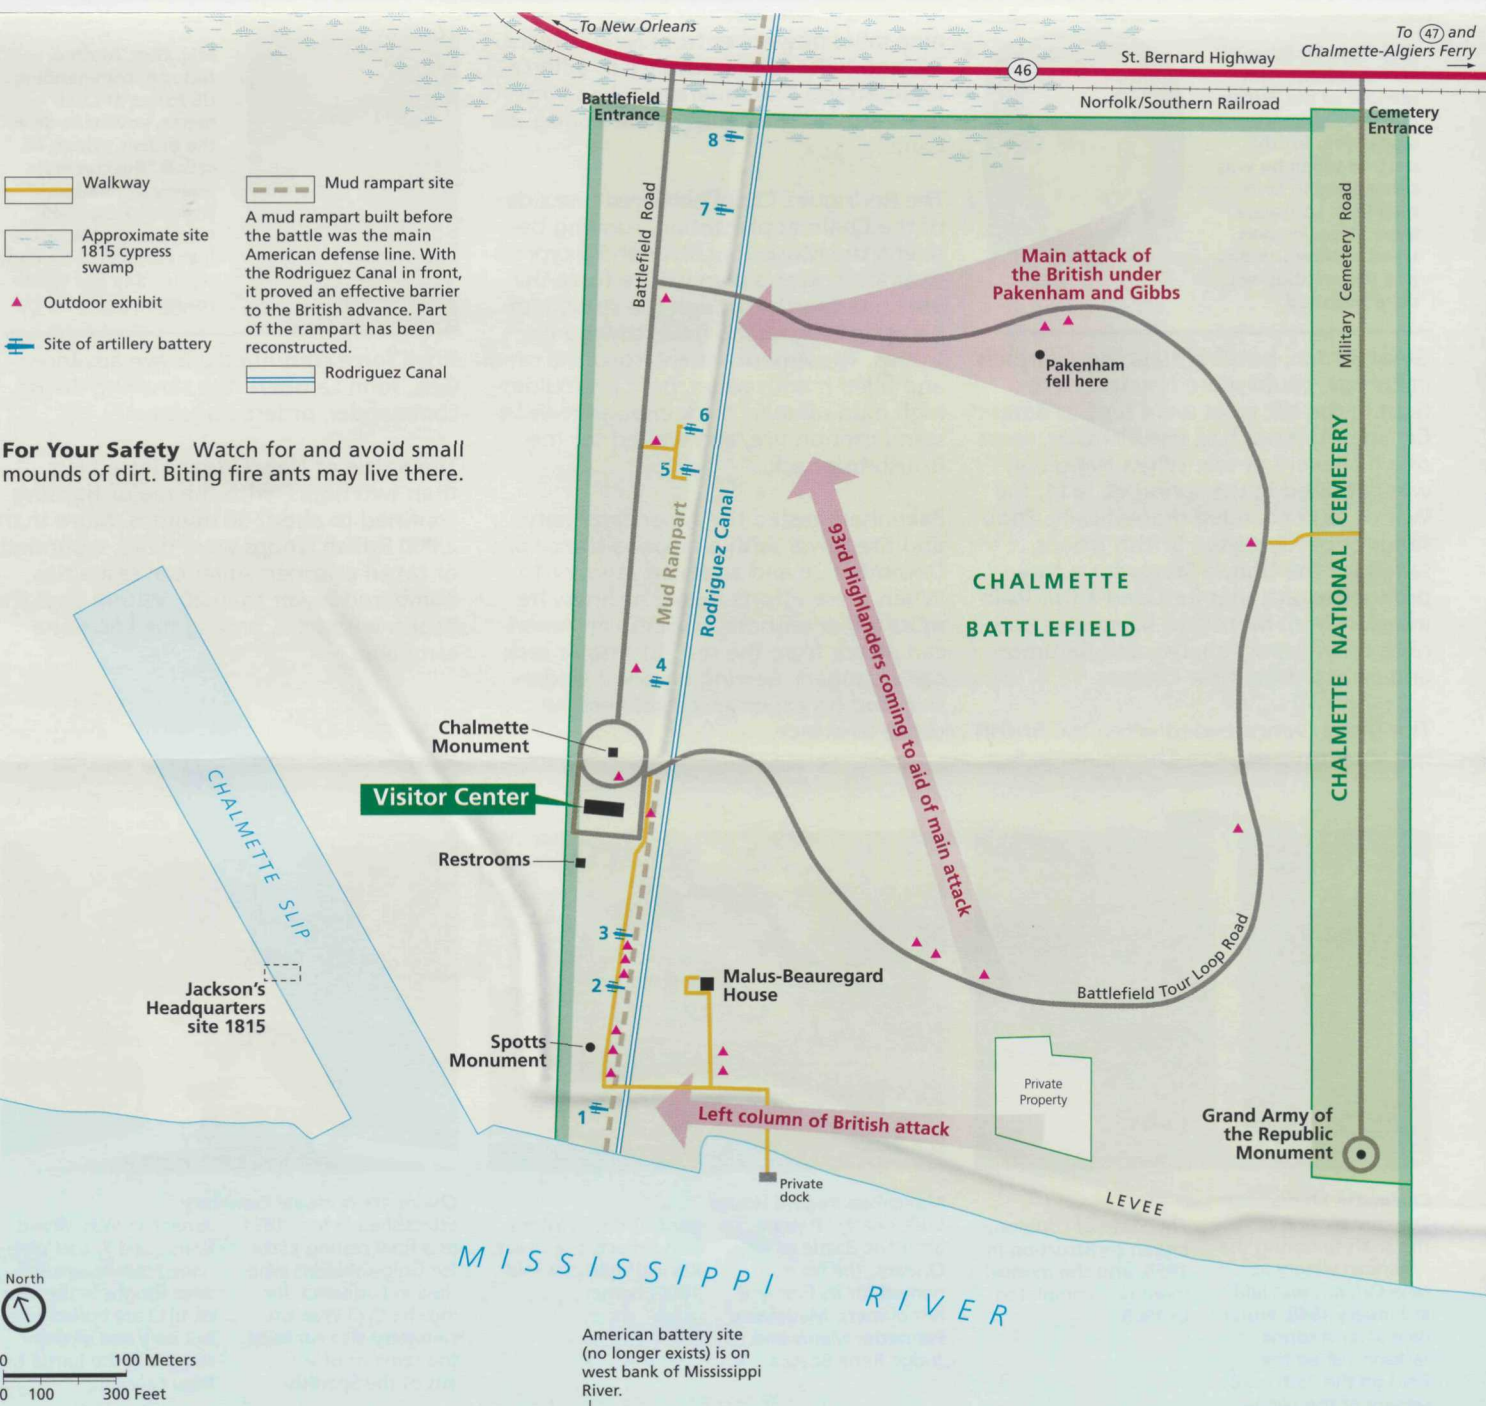 To New Orleans
To 47 and
Chalmette-Algiers Ferry
St. Bernard Highway
46
Norfolk/Southern Railroad
Battlefield
Entrance
Cemetery
Entrance
8
7
Battlefield Road
Military Cemetery Road
Walkway
Approximate site
1815 cypress
swamp
Outdoor exhibit
Site of artillery battery
Mud rampart site
A mud rampart built before
the battle was the main
American defense line. With
the Rodriguez Canal in front,
it proved an effective barrier
to the British advance. Part
of the rampart has been
reconstructed.
Rodriguez Canal
For Your Safety Watch for and avoid small
mounds of dirt. Biting fire ants may live there.
Main attack of
the British under
Pakenham and Gibbs
Pakenham
fell here
6
5
Mud Rampart
Rodriguez Canal
93rd Highlanders coming to aid of main attack
CHALMETTE
BATTLEFIELD
CHALMETTE NATIONAL CEMETERY
4
Chalmette
Monument
Visitor Center
Restrooms
CHALMETTE SLIP
3
2
Jackson's
Headquarters
site 1815
Malus-Beauregard
House
Battlefield Tour Loop Road
Spotts
Monument
Private
Property
1
Left column of British attack
Grand Army of
the Republic
Monument
Private
dock
LEVEE
MISSISSIPPI RIVER
North
0 100 Meters
0 100 300 Feet
American battery site
(no longer exists) is on
west bank of Mississippi
River.